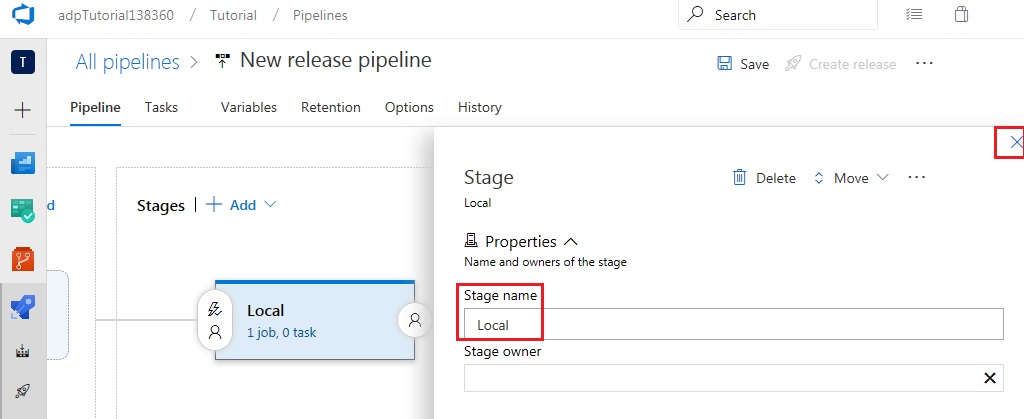 adpTutorial138360 / Tutorial / Pipelines
Search
T
All pipelines > New release pipeline
Save
Create release
Pipeline Tasks Variables Retention Options History
d
Stages | + Add
Local
1 job, 0 task
Stage
Local
Delete
Move
Properties
Name and owners of the stage
Stage name
Local
Stage owner